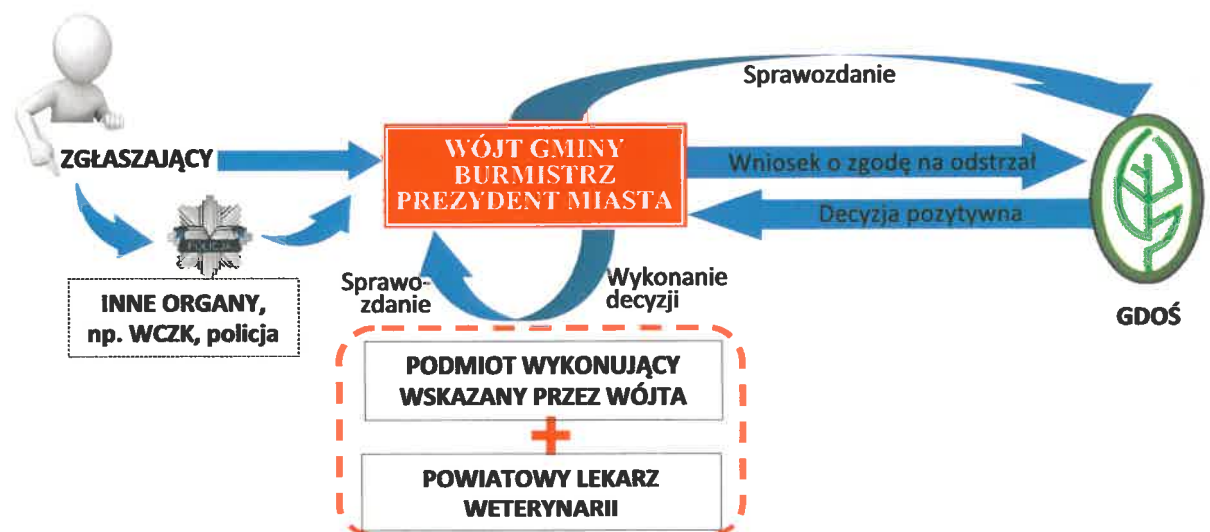 Sprawozdanie
ZGŁASZAJĄCY
WÓJT GMINY
BURMISTRZ
PREZYDENT MIASTA
Wniosek o zgodę na odstrzał
Decyzja pozytywna
POLICJA
INNE ORGANY,
np. WCZK, policja
Sprawo-
zdanie
Wykonanie
decyzji
GDOŚ
PODMIOT WYKONUJĄCY
WSKAZANY PRZEZ WÓJTA
+
POWIATOWY LEKARZ
WETERYNARII